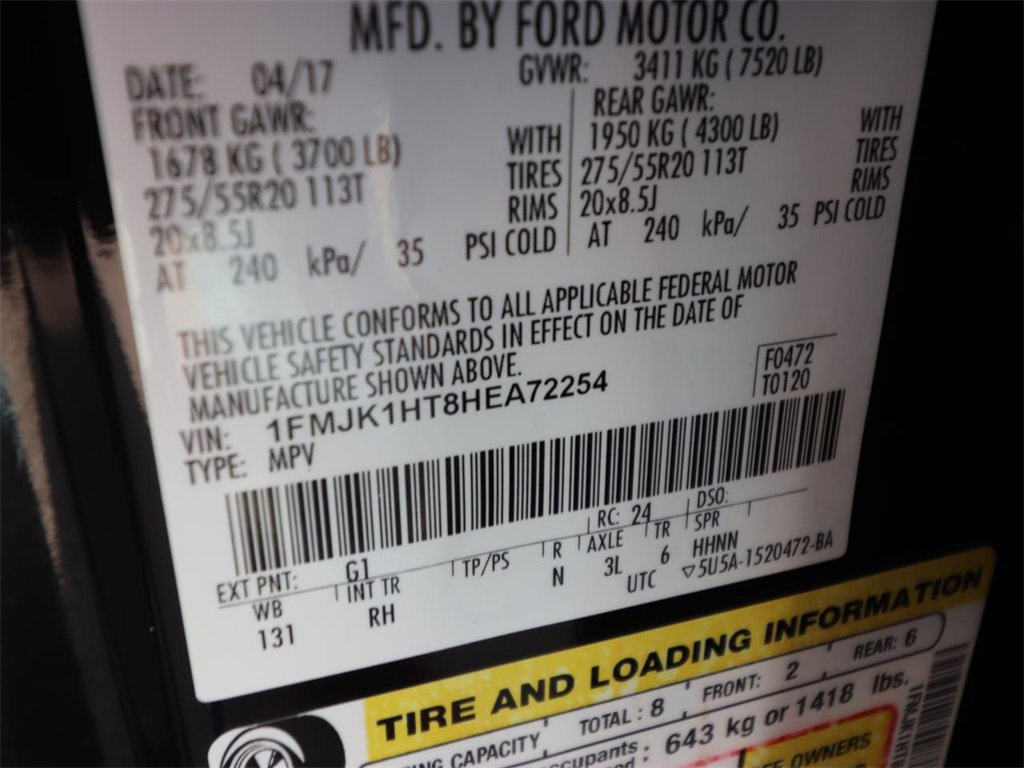 MFD. BY FORD MOTOR CO.
DATE: 04/17 GVWR: 3411 KG ( 7520 LB)
FRONT GAWR: REAR GAWR:
1678 KG ( 3700 LB) WITH 1950 KG ( 4300 LB) WITH
275/55R20 113T TIRES 275/55R20 113T TIRES
20x8.5J RIMS 20x8.5J RIMS
AT 240 kPa/ 35 PSI COLD AT 240 kPa/ 35 PSI COLD
THIS VEHICLE CONFORMS TO ALL APPLICABLE FEDERAL MOTOR
VEHICLE SAFETY STANDARDS IN EFFECT ON THE DATE OF
MANUFACTURE SHOWN ABOVE.
VIN: 1FMJK1HT8HEA72254
TYPE: MPV
F0472
T0120
EXT PNT: G1 RC: 24 DSO:
WB INT TR TP/PS R AXLE TR SPR
131 RH N 3L 6 HHNN
UTC ▽5U5A-1520472-BA
TIRE AND LOADING INFORMATION
CAPACITY TOTAL : 8 FRONT: 2 REAR: 6
643 kg or 1418 lbs.
OWNERS